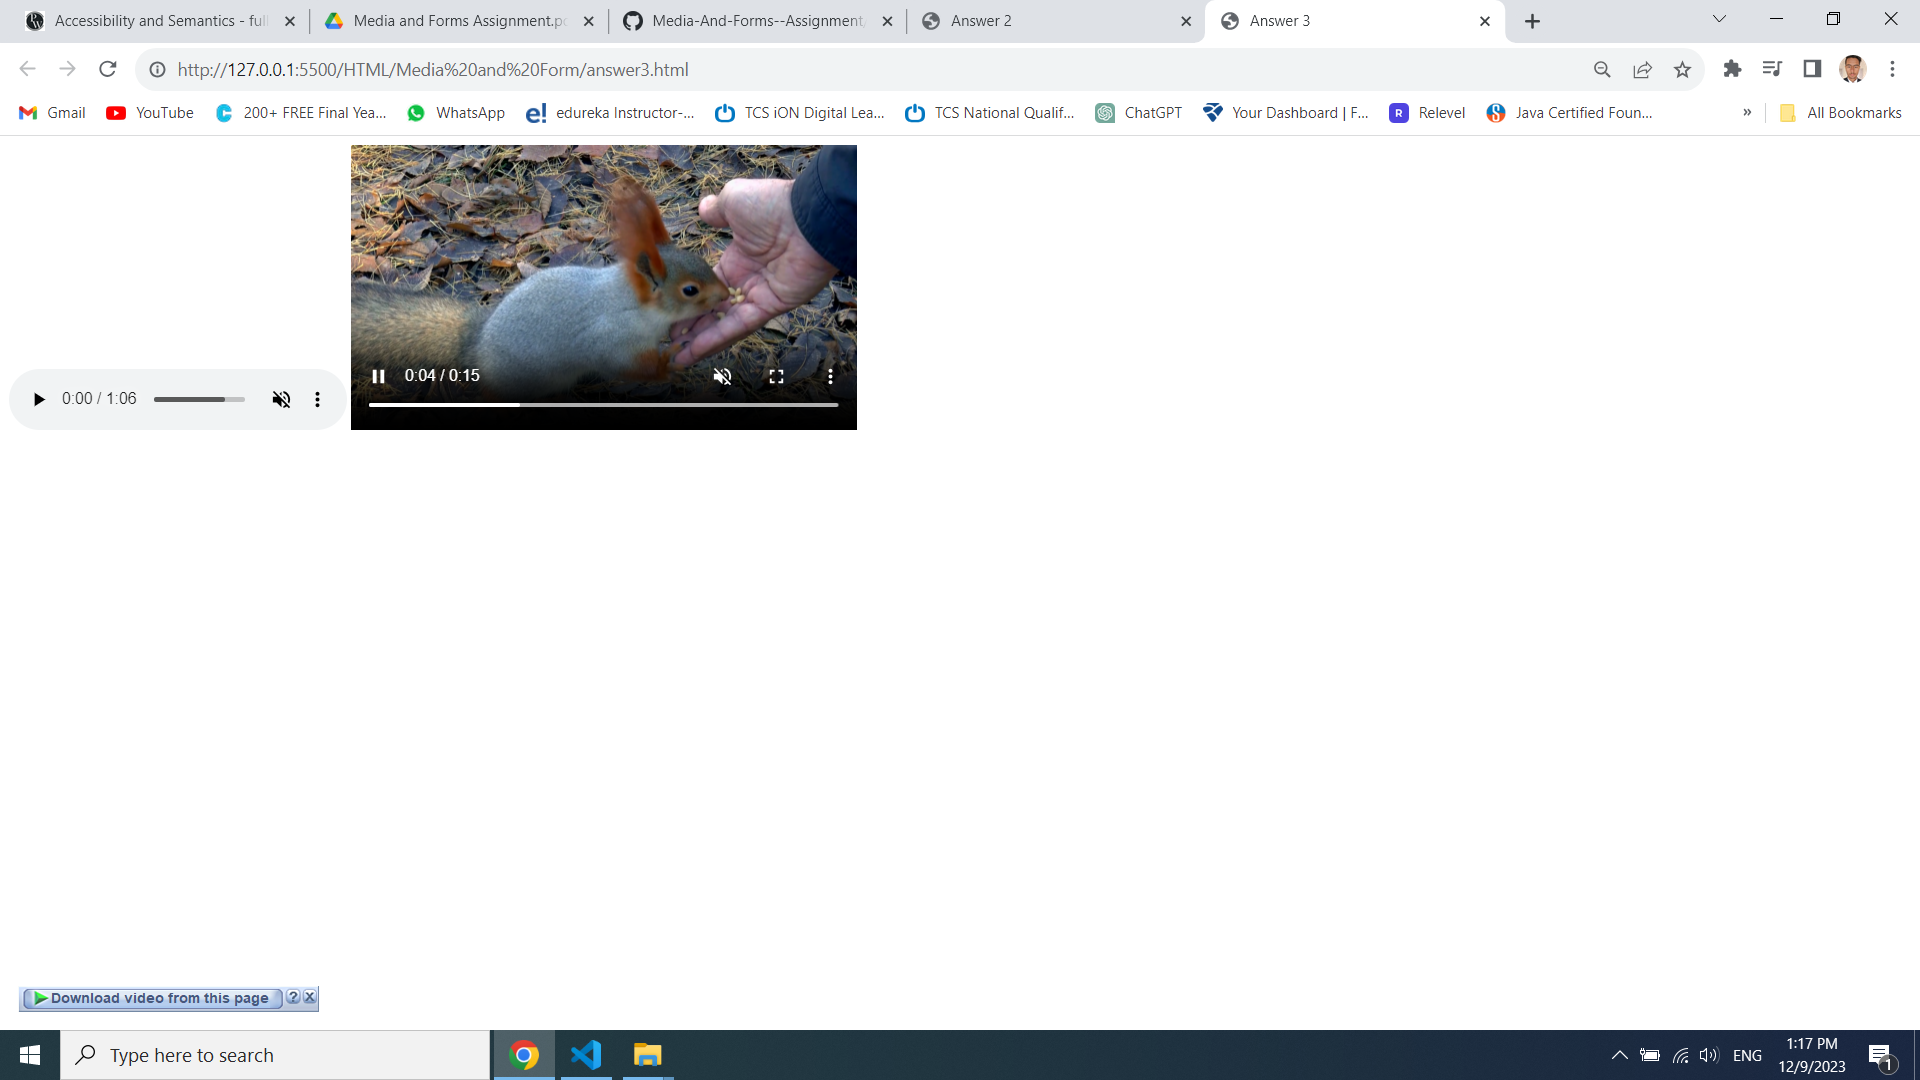 Accessibility and Semantics - full
Media and Forms Assignment.pd
Media-And-Forms--Assignment/
Answer 2
Answer 3
http://127.0.0.1:5500/HTML/Media%20and%20Form/answer3.html
Gmail
YouTube
200+ FREE Final Yea...
WhatsApp
e!
edureka Instructor-...
TCS iON Digital Lea...
TCS National Qualif...
ChatGPT
Your Dashboard | F...
R
Relevel
Java Certified Foun...
»
All Bookmarks
0:04 / 0:15
0:00 / 1:06
Download video from this page
?
Type here to search
ENG
1:17 PM
12/9/2023
1